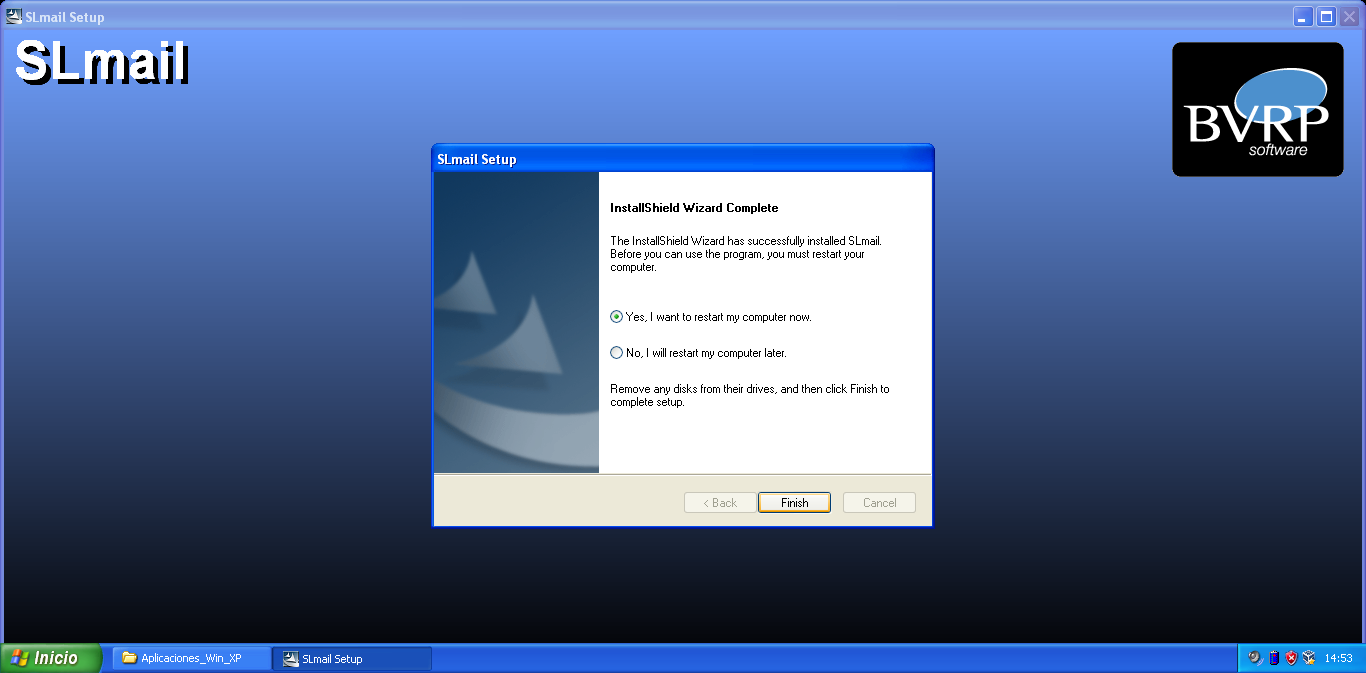 SLmail Setup
SLmail
BVRP
software
SLmail Setup
InstallShield Wizard Complete
The InstallShield Wizard has successfully installed SLmail.
Before you can use the program, you must restart your
computer.
Yes, I want to restart my computer now.
No, I will restart my computer later.
Remove any disks from their drives, and then click Finish to
complete setup.
< Back
Finish
Cancel
Inicio
Aplicaciones_Win_XP
SLmail Setup
14:53